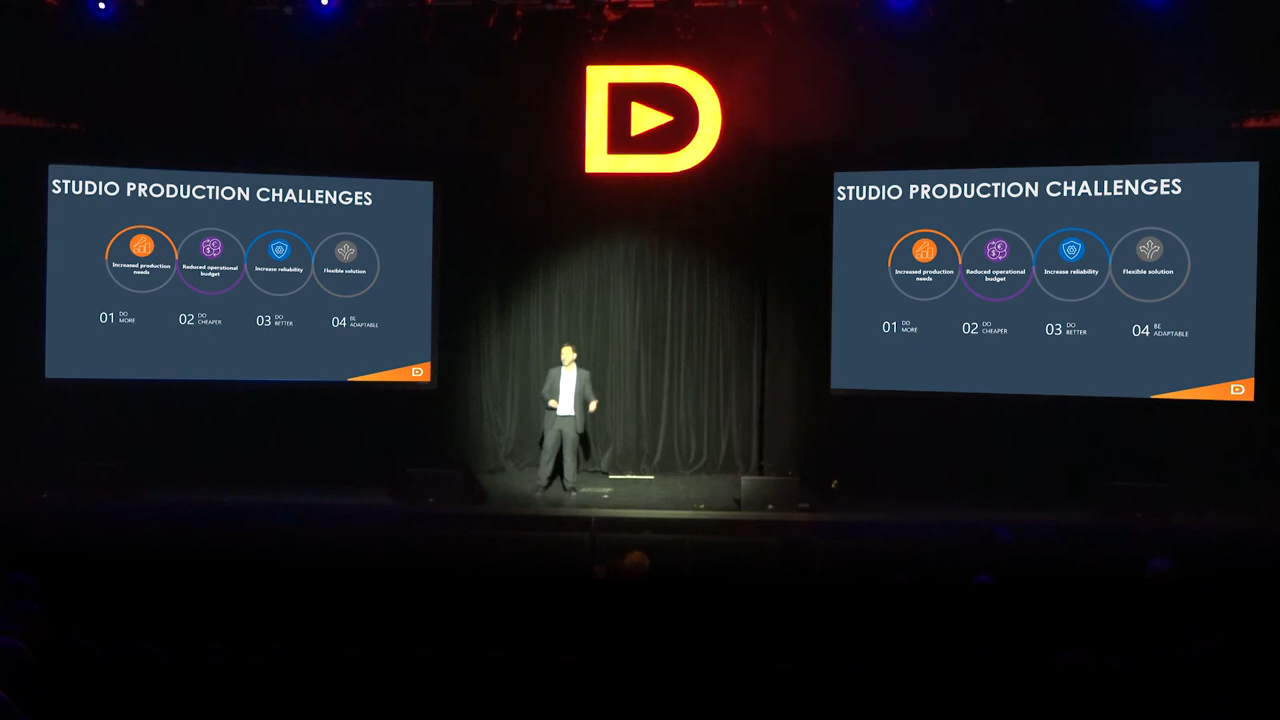 D
STUDIO PRODUCTION CHALLENGES
Increased production
needs
Reduced operational
budget
Increase reliability
Flexible solution
01 DO
MORE
02 DO
CHEAPER
03 DO
BETTER
04 BE
ADAPTABLE
STUDIO PRODUCTION CHALLENGES
Increased production
needs
Reduced operational
budget
Increase reliability
Flexible solution
01 DO
MORE
02 DO
CHEAPER
03 DO
BETTER
04 BE
ADAPTABLE